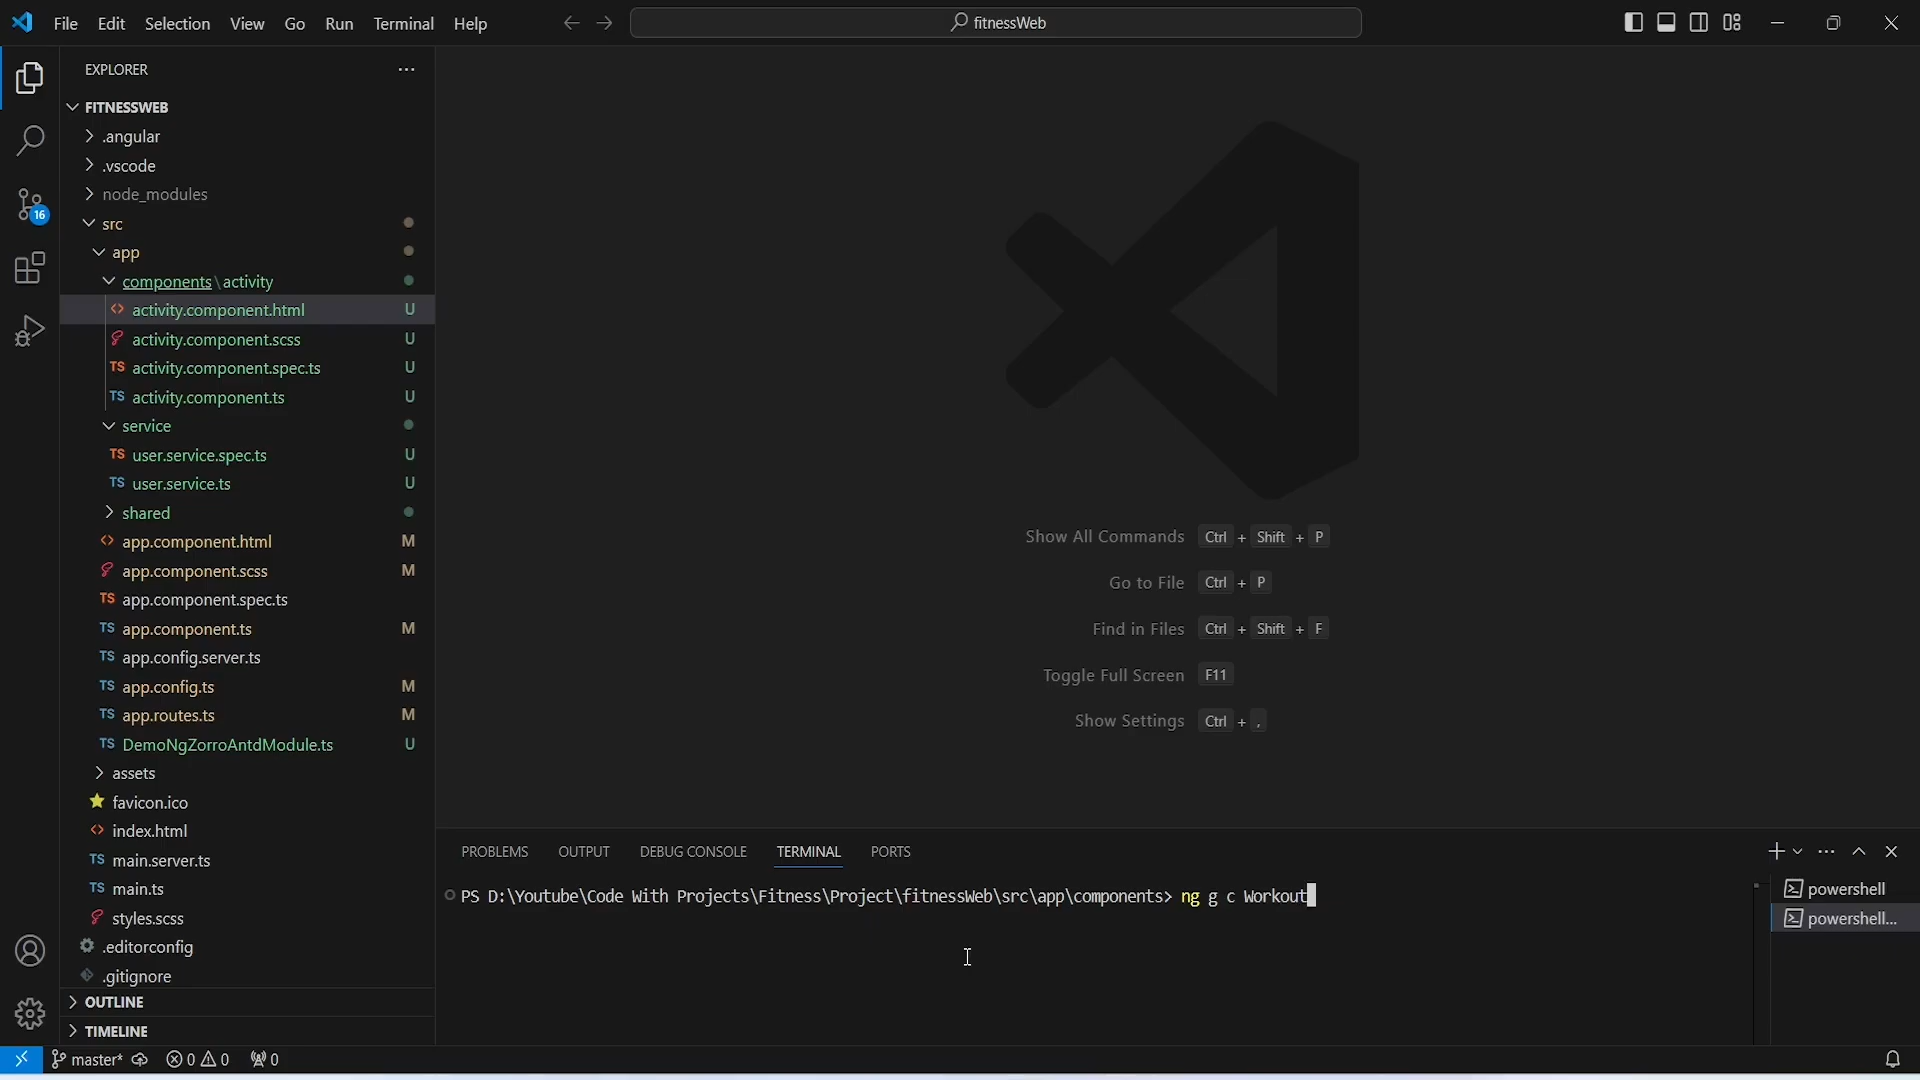 File Edit Selection View Go Run Terminal Help
fitnessWeb
EXPLORER
FITNESSWEB
.angular
.vscode
node_modules
src
app
components\activity
activity.component.html U
activity.component.scss U
TS activity.component.spec.ts U
TS activity.component.ts U
service
TS user.service.spec.ts U
TS user.service.ts U
shared
app.component.html M
app.component.scss M
TS app.component.spec.ts
TS app.component.ts M
TS app.config.server.ts
TS app.config.ts M
TS app.routes.ts M
TS DemoNgZorroAntdModule.ts U
assets
favicon.ico
index.html
TS main.server.ts
TS main.ts
styles.scss
.editorconfig
.gitignore
OUTLINE
TIMELINE
16
Show All Commands Ctrl + Shift + P
Go to File Ctrl + P
Find in Files Ctrl + Shift + F
Toggle Full Screen F11
Show Settings Ctrl + ,
PROBLEMS OUTPUT DEBUG CONSOLE TERMINAL PORTS
PS D:\Youtube\Code With Projects\Fitness\Project\fitnessWeb\src\app\components> ng g c Workout
powershell
powershell...
master* 0 0 0